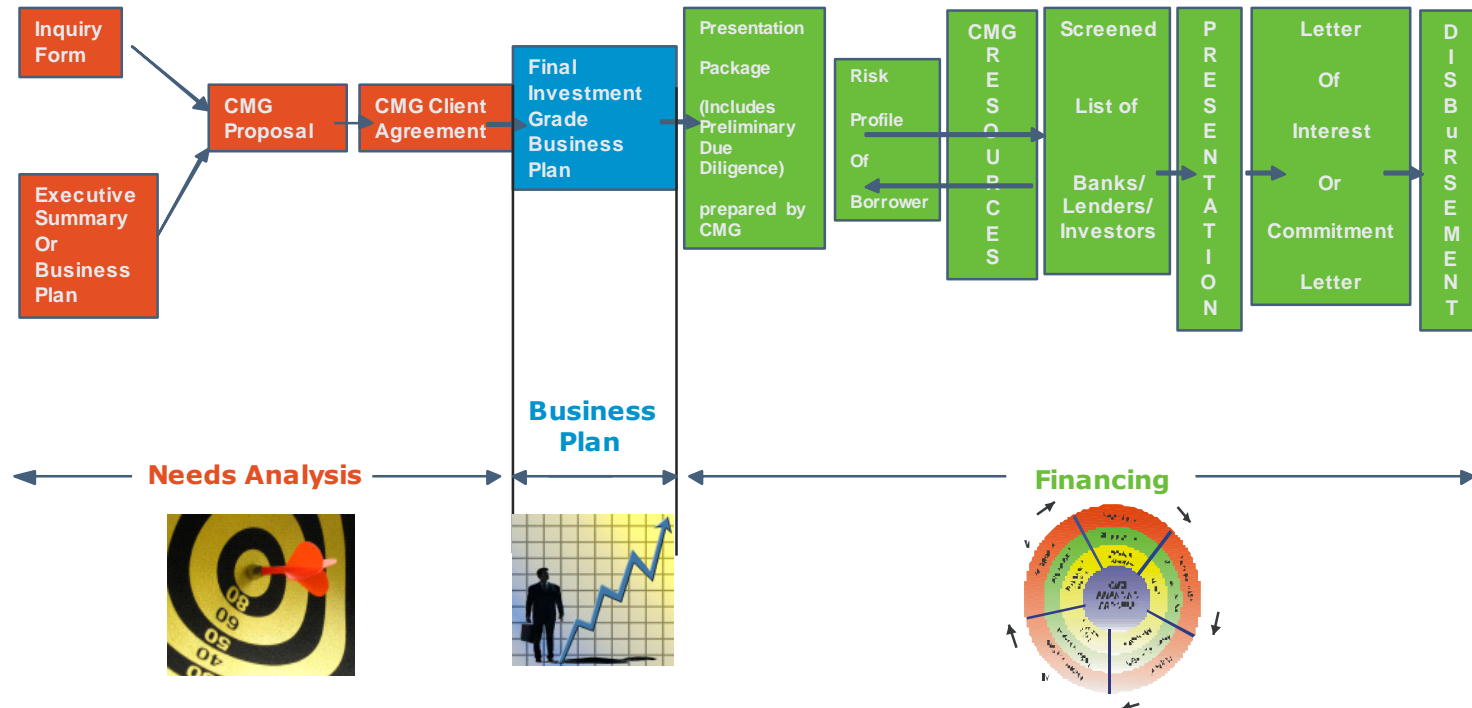 Inquiry
Form
Executive
Summary
Or
Business
Plan
CMG
Proposal
CMG Client
Agreement
Final
Investment
Grade
Business
Plan
Presentation
Package
(Includes
Preliminary
Due
Diligence)
prepared by
CMG
Risk
Profile
Of
Borrower
CMG
R
E
S
O
U
R
C
E
S
Screened
List of
Banks/
Lenders/
Investors
P
R
E
S
E
N
T
A
T
I
O
N
Letter
Of
Interest
Or
Commitment
Letter
D
I
S
B
u
R
S
E
M
E
N
T
Needs Analysis
Business
Plan
Financing
80
60
50
40